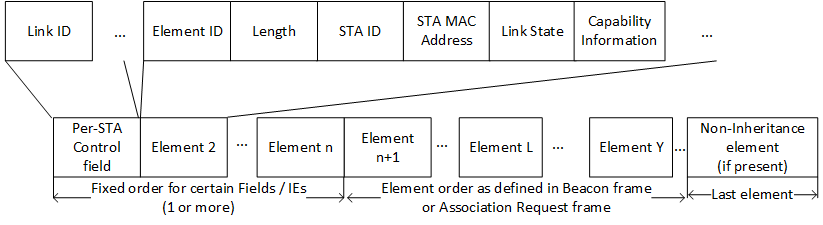 Link ID
...
Element ID
Length
STA ID
STA MAC
Address
Link State
Capability
Information
...
Per-STA
Control
field
Element 2
...
Element n
Element
n+1
...
Element L
...
Element Y
...
Non-Inheritance
element
(if present)
Fixed order for certain Fields / IEs
(1 or more)
Element order as defined in Beacon frame
or Association Request frame
Last element